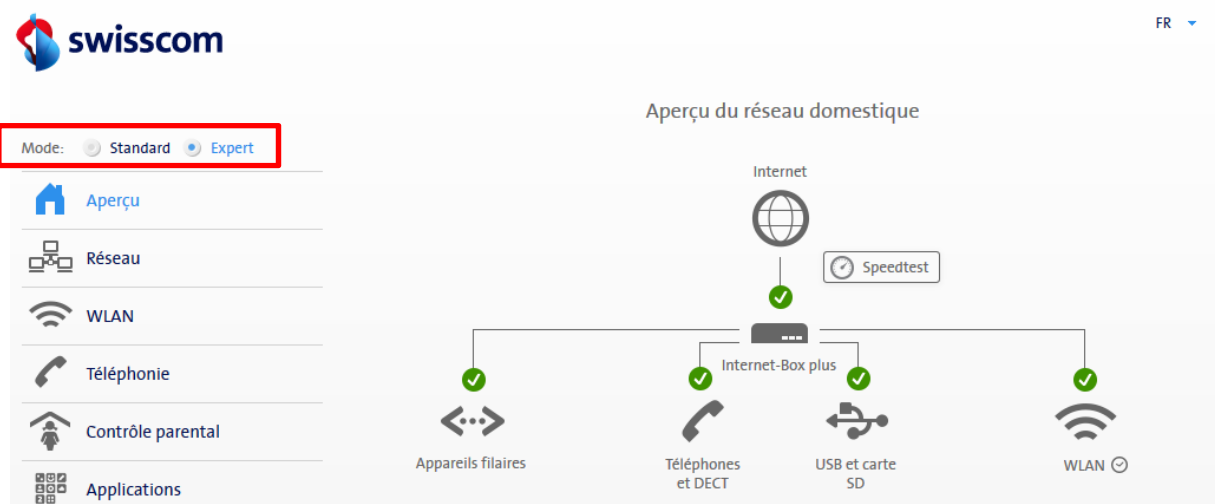 swisscom
FR
Aperçu du réseau domestique
Mode: Standard Expert
Internet
Aperçu
Réseau
Speedtest
WLAN
Internet-Box plus
Téléphonie
Contrôle parental
Appareils filaires
Téléphones
et DECT
USB et carte
SD
WLAN
Applications